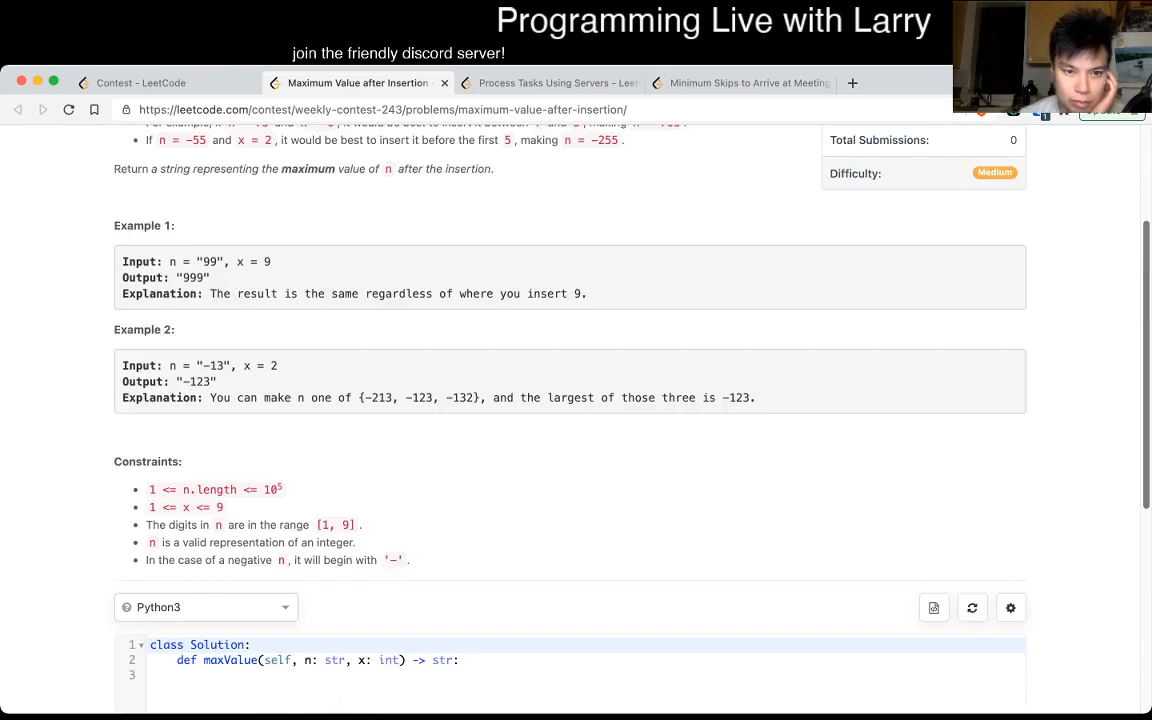 Programming Live with Larry
join the friendly discord server!
Contest - LeetCode
Maximum Value after Insertion -
Process Tasks Using Servers - Leet
Minimum Skips to Arrive at Meeting
https://leetcode.com/contest/weekly-contest-243/problems/maximum-value-after-insertion/
If n = -55 and x = 2, it would be best to insert it before the first 5, making n = -255.
Total Submissions: 0
Return a string representing the maximum value of n after the insertion.
Difficulty: Medium
Example 1:
Input: n = "99", x = 9
Output: "999"
Explanation: The result is the same regardless of where you insert 9.
Example 2:
Input: n = "-13", x = 2
Output: "-123"
Explanation: You can make n one of {-213, -123, -132}, and the largest of those three is -123.
Constraints:
1 <= n.length <= 10⁵
1 <= x <= 9
The digits in n are in the range [1, 9].
n is a valid representation of an integer.
In the case of a negative n, it will begin with '-'.
Python3
1 class Solution:
2 def maxValue(self, n: str, x: int) -> str:
3